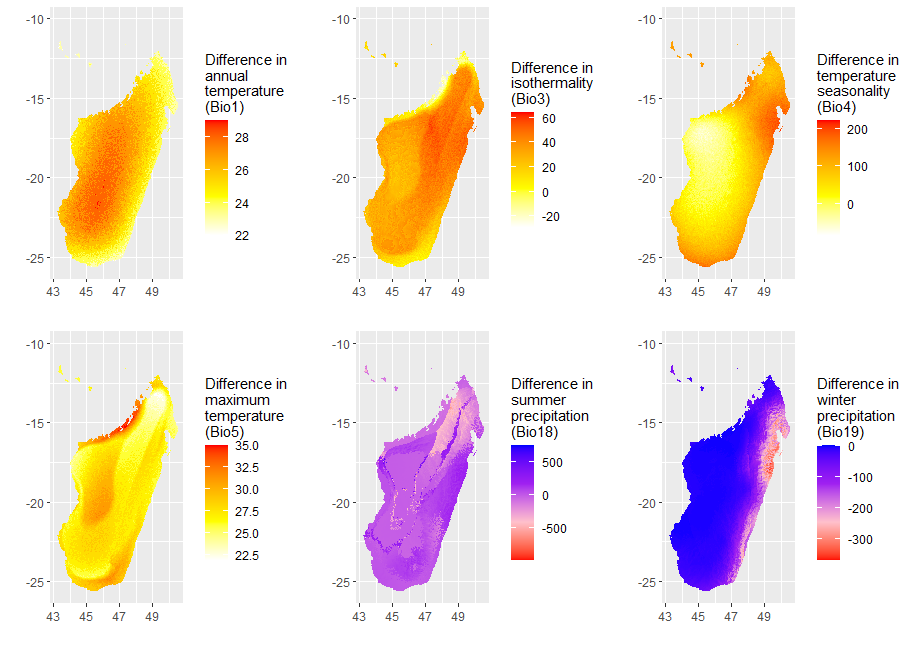 -10
-15
-20
-25
43 45 47 49
Difference in
annual
temperature
(Bio1)
28
26
24
22
-10
-15
-20
-25
43 45 47 49
Difference in
isothermality
(Bio3)
60
40
20
0
-20
-10
-15
-20
-25
43 45 47 49
Difference in
temperature
seasonality
(Bio4)
200
100
0
-10
-15
-20
-25
43 45 47 49
Difference in
maximum
temperature
(Bio5)
35.0
32.5
30.0
27.5
25.0
22.5
-10
-15
-20
-25
43 45 47 49
Difference in
summer
precipitation
(Bio18)
500
0
-500
-10
-15
-20
-25
43 45 47 49
Difference in
winter
precipitation
(Bio19)
0
-100
-200
-300